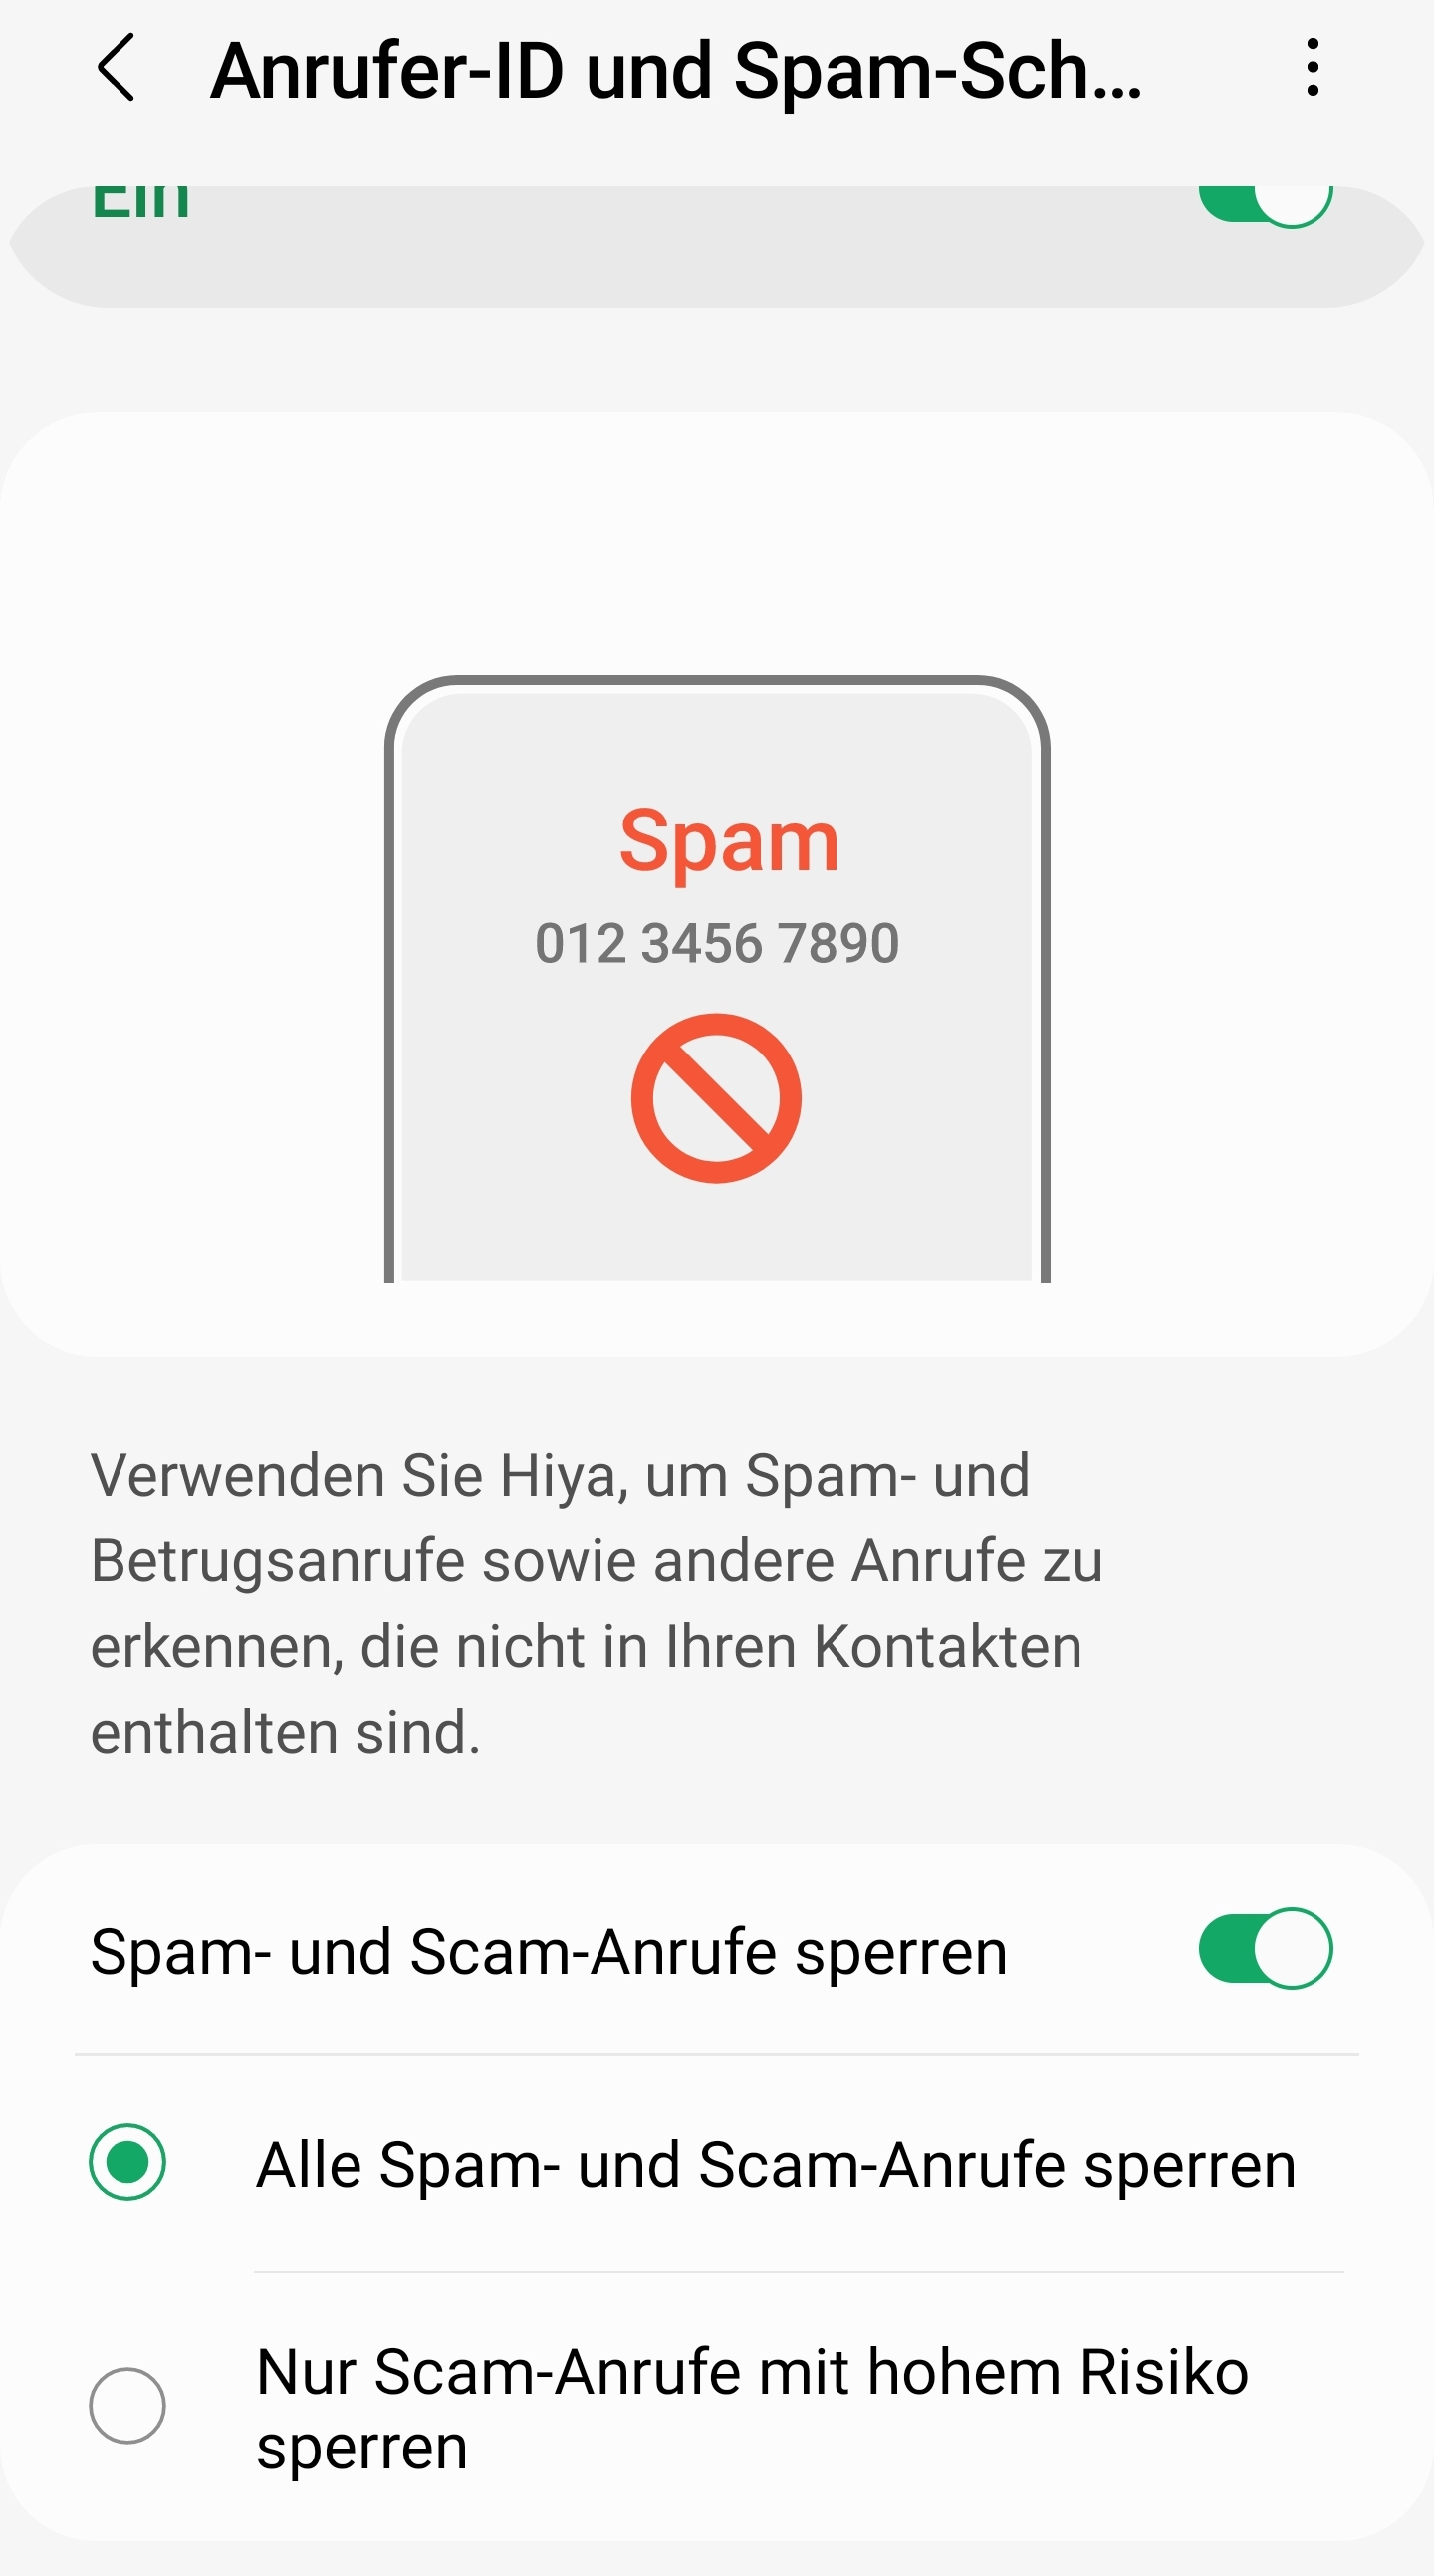 Anrufer-ID und Spam-Sch...
Ein
Spam
012 3456 7890
Verwenden Sie Hiya, um Spam- und
Betrugsanrufe sowie andere Anrufe zu
erkennen, die nicht in Ihren Kontakten
enthalten sind.
Spam- und Scam-Anrufe sperren
Alle Spam- und Scam-Anrufe sperren
Nur Scam-Anrufe mit hohem Risiko
sperren